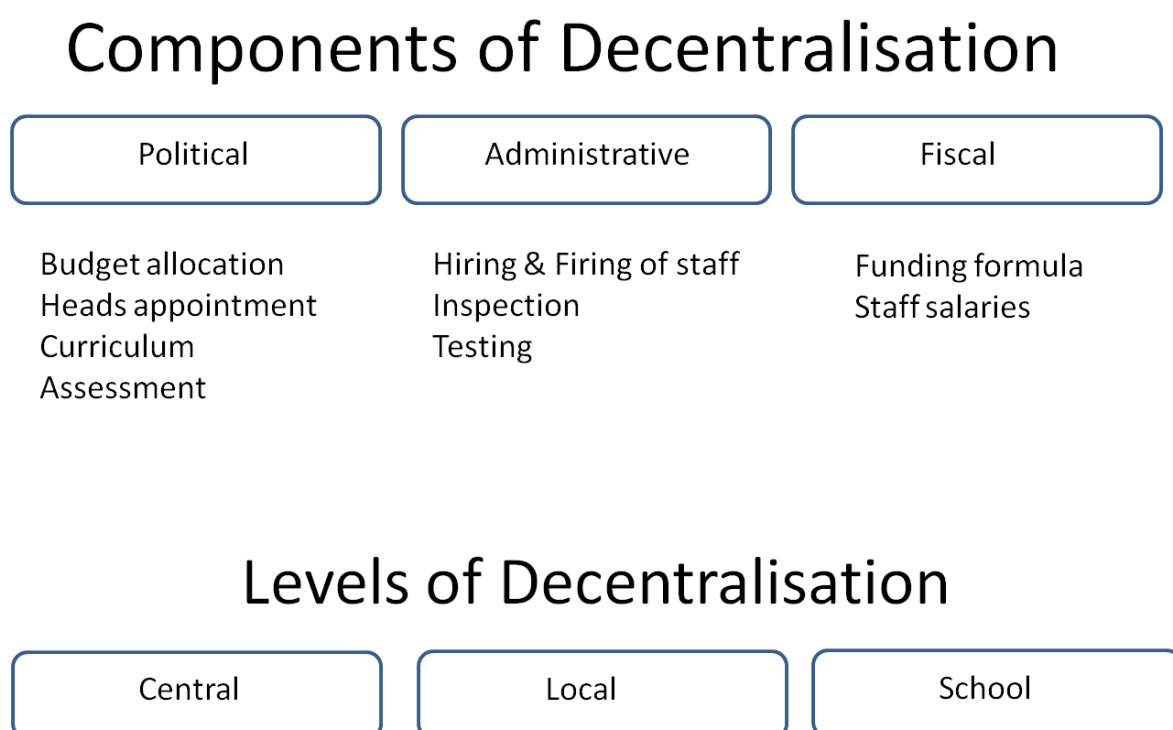 Components of Decentralisation
Political
Administrative
Fiscal
Budget allocation
Heads appointment
Curriculum
Assessment
Hiring & Firing of staff
Inspection
Testing
Funding formula
Staff salaries
Levels of Decentralisation
Central
Local
School